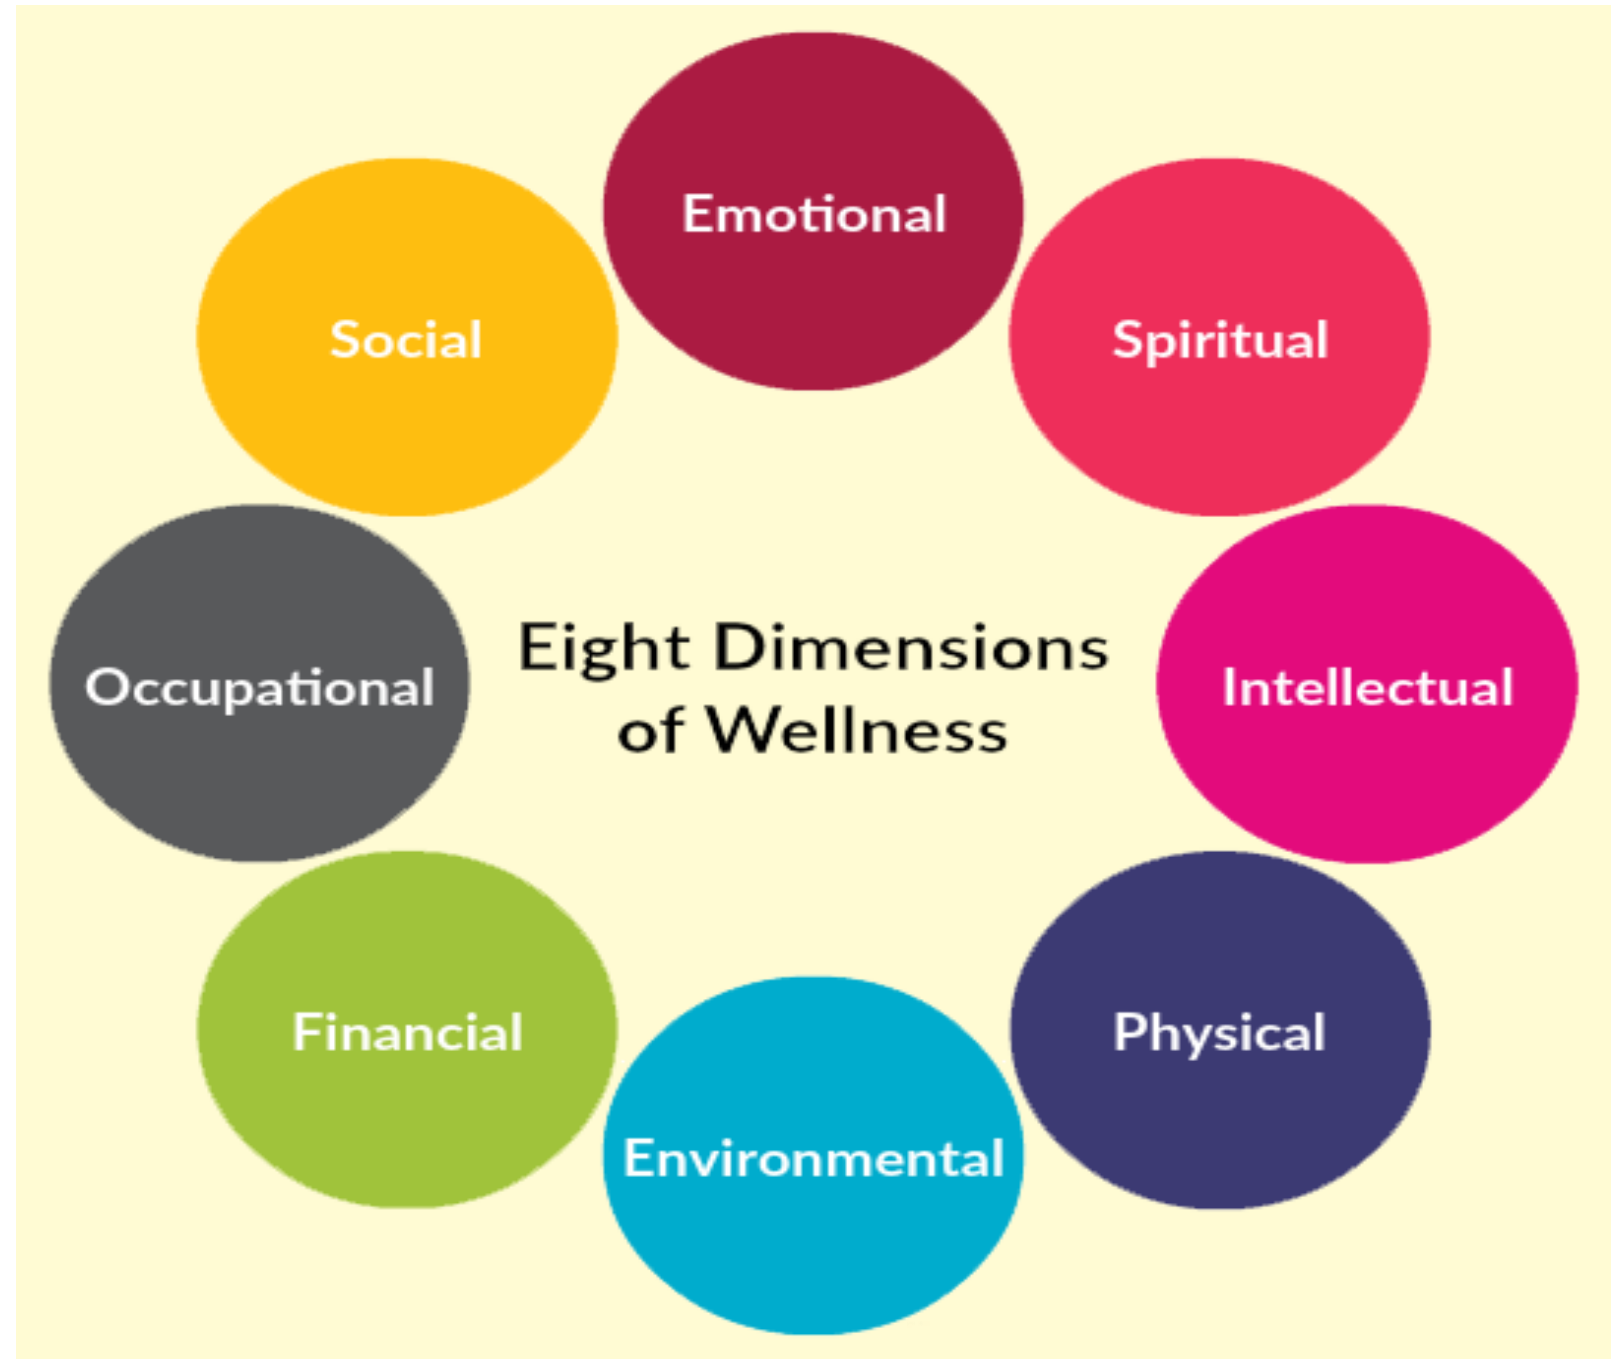 Emotional
Social
Spiritual
Eight Dimensions
of Wellness
Occupational
Intellectual
Financial
Physical
Environmental